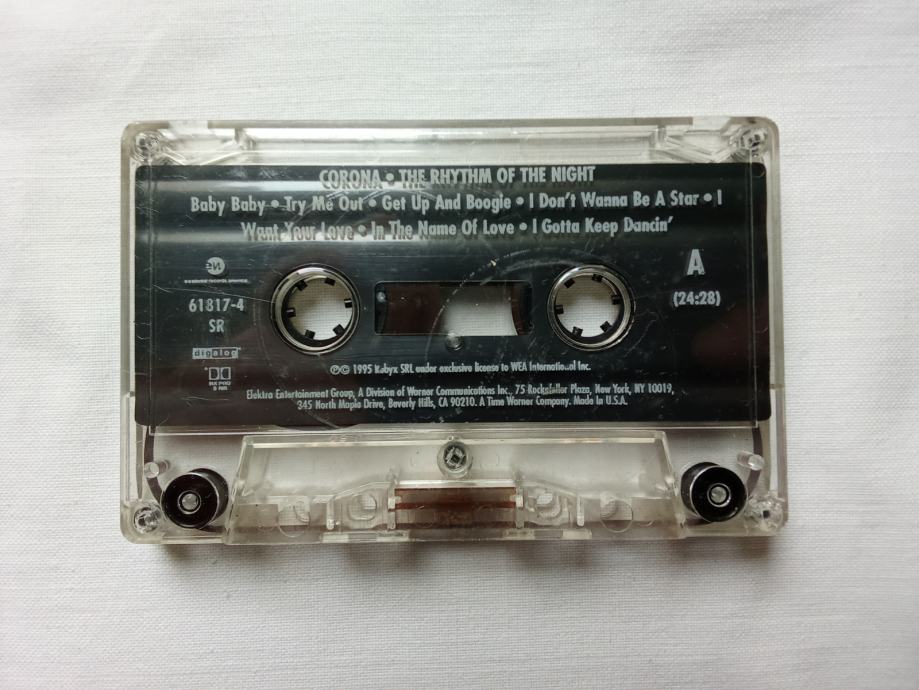 CORONA • THE RHYTHM OF THE NIGHT
Baby Baby • Try Me Out • Get Up And Boogie • I Don't Wanna Be A Star • I
Want Your Love • In The Name Of Love • I Gotta Keep Dancin'
A
61817-4
(24:28)
SR
digalog
℗© 1995 Robyx SRL under exclusive license to WEA International Inc.
Elektra Entertainment Group, A Division of Warner Communications Inc., 75 Rockefeller Plaza, New York, NY 10019,
345 North Maple Drive, Beverly Hills, CA 90210. A Time Warner Company. Made In U.S.A.